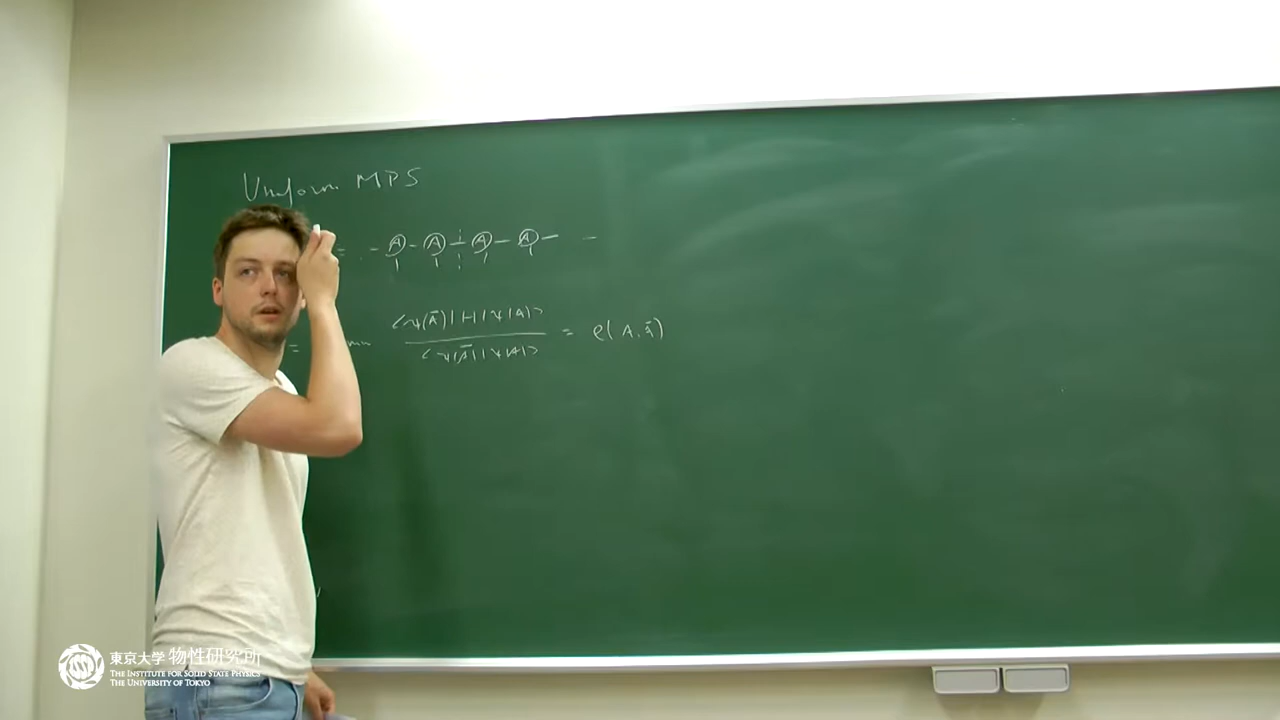 Uniform MPS
= . - A - A - A - A - -
⟨ψ(Ā)|H|ψ(A)⟩
= min ───────── = e(A, Ā)
⟨ψ(Ā)|ψ(A)⟩
東京大学 物性研究所
THE INSTITUTE FOR SOLID STATE PHYSICS
THE UNIVERSITY OF TOKYO